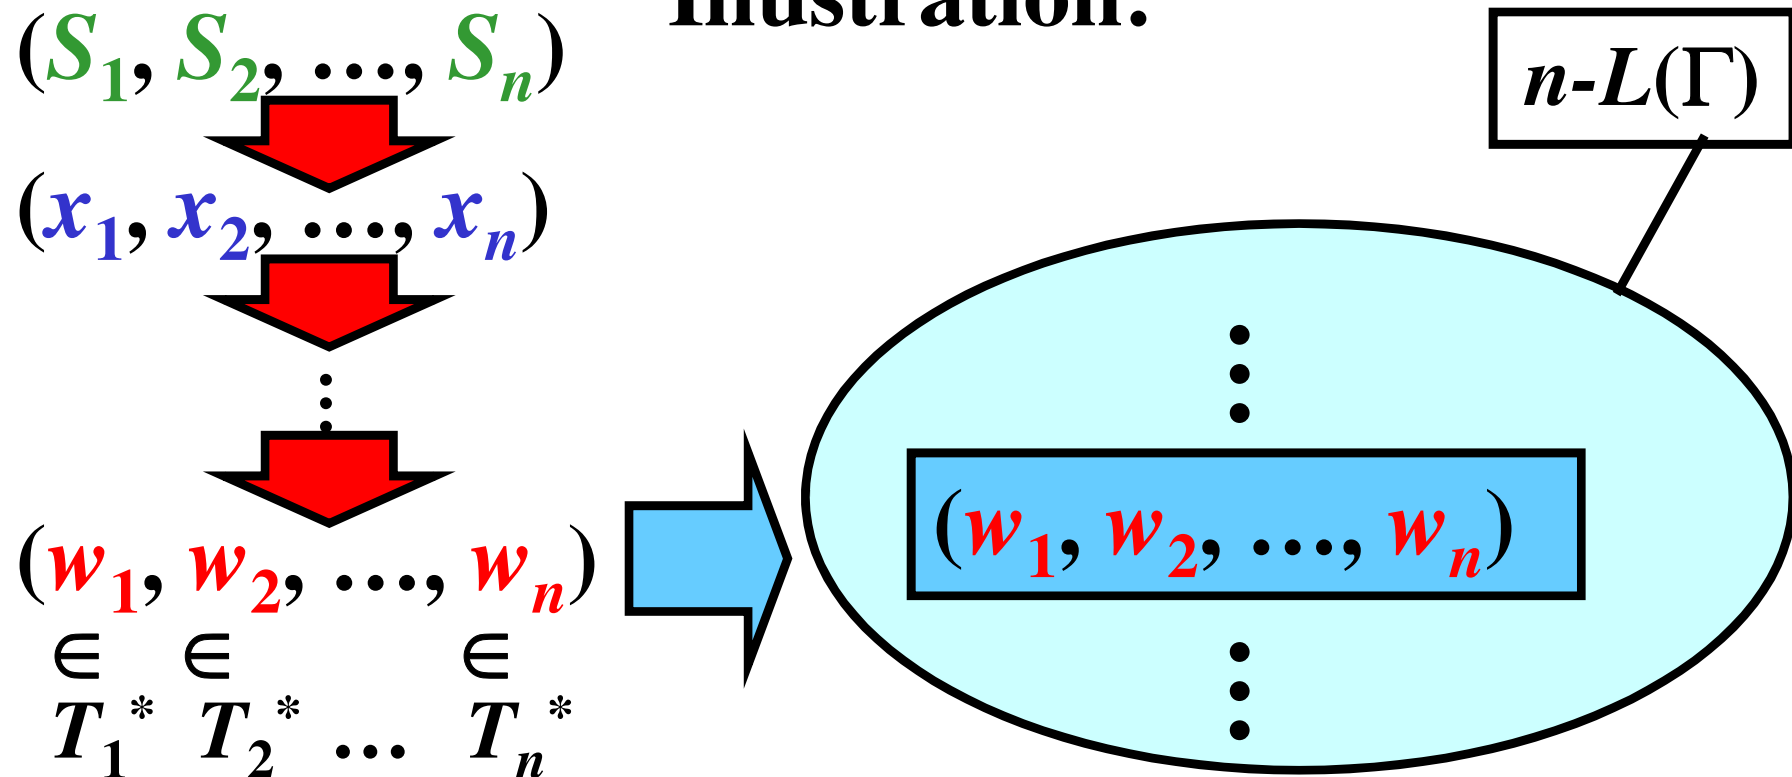 Illustration:
(S₁, S₂, …, Sₙ)
n-L(Γ)
(x₁, x₂, …, xₙ)
(w₁, w₂, …, wₙ)
(w₁, w₂, …, wₙ)
∈ ∈ ∈
T₁* T₂* … Tₙ*